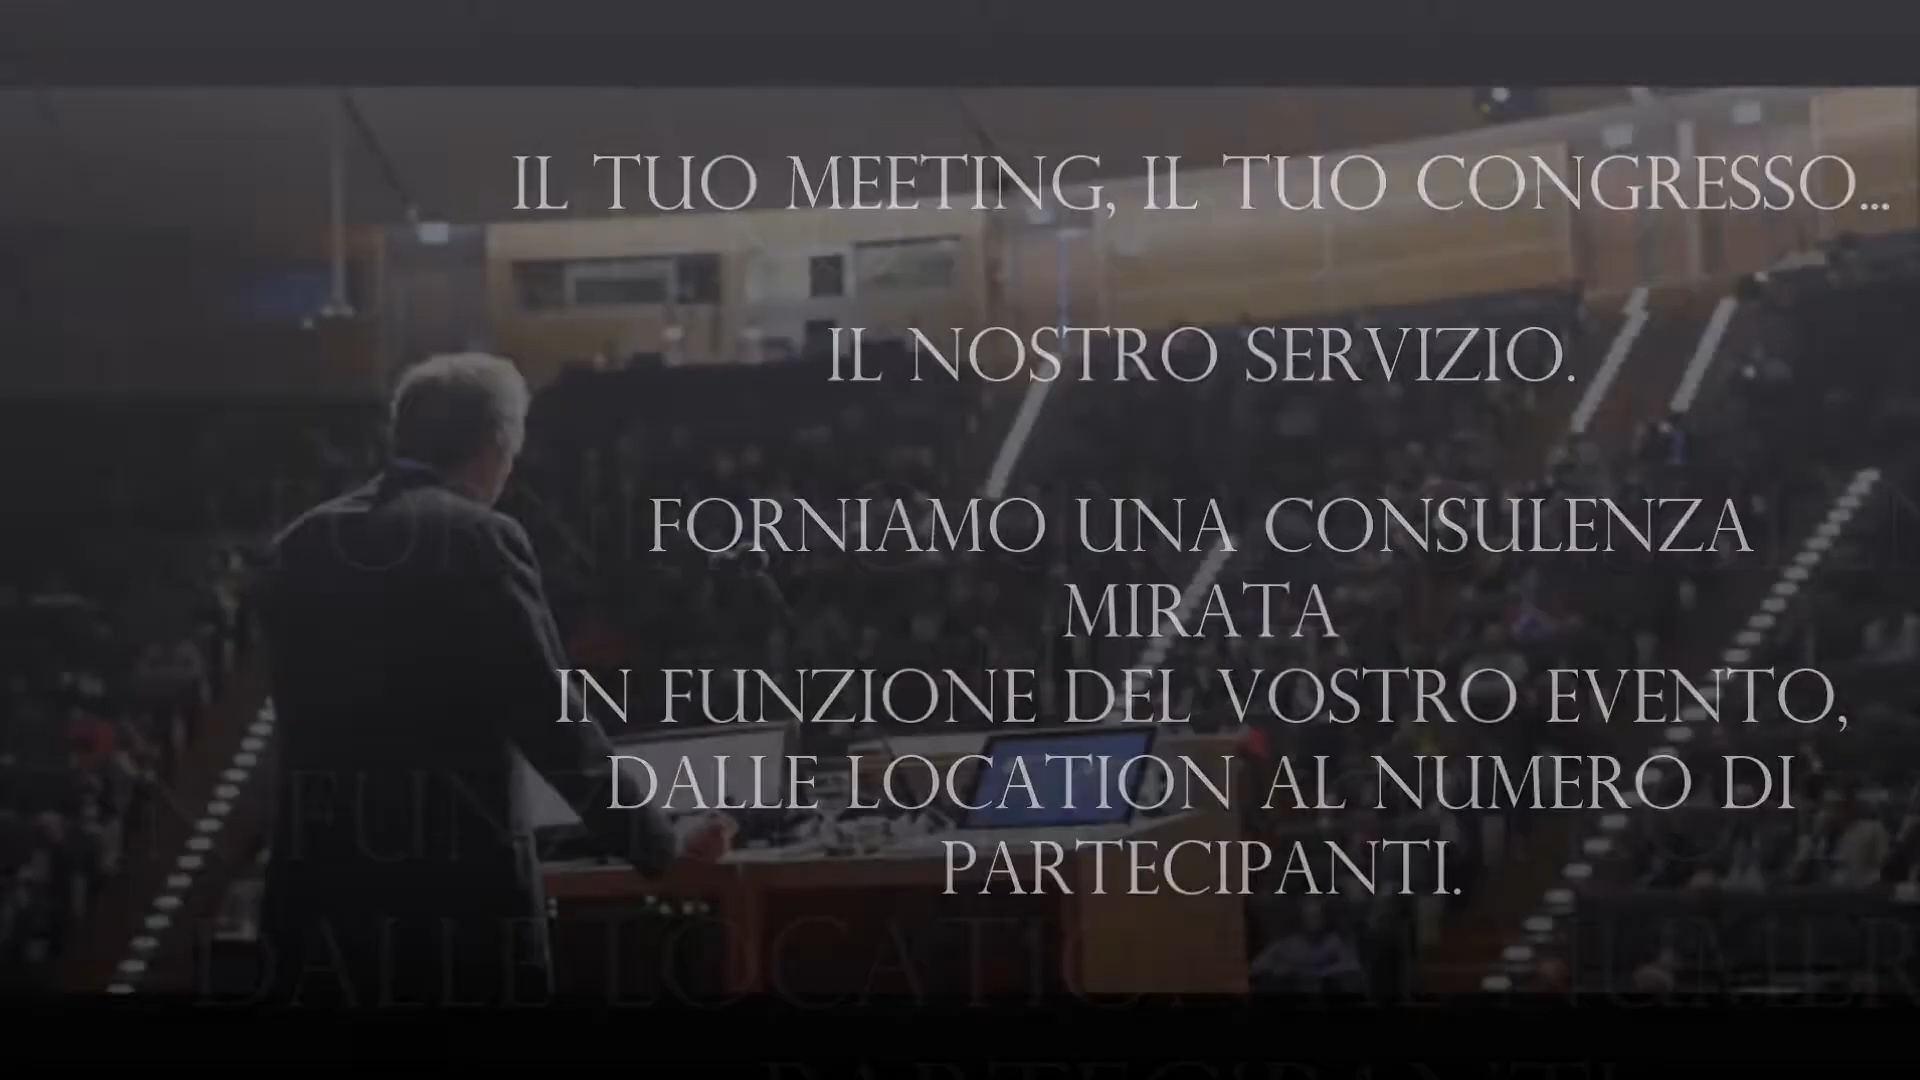 IL TUO MEETING, IL TUO CONGRESSO...
IL NOSTRO SERVIZIO.
FORNIAMO UNA CONSULENZA
MIRATA
IN FUNZIONE DEL VOSTRO EVENTO,
DALLE LOCATION AL NUMERO DI
PARTECIPANTI.